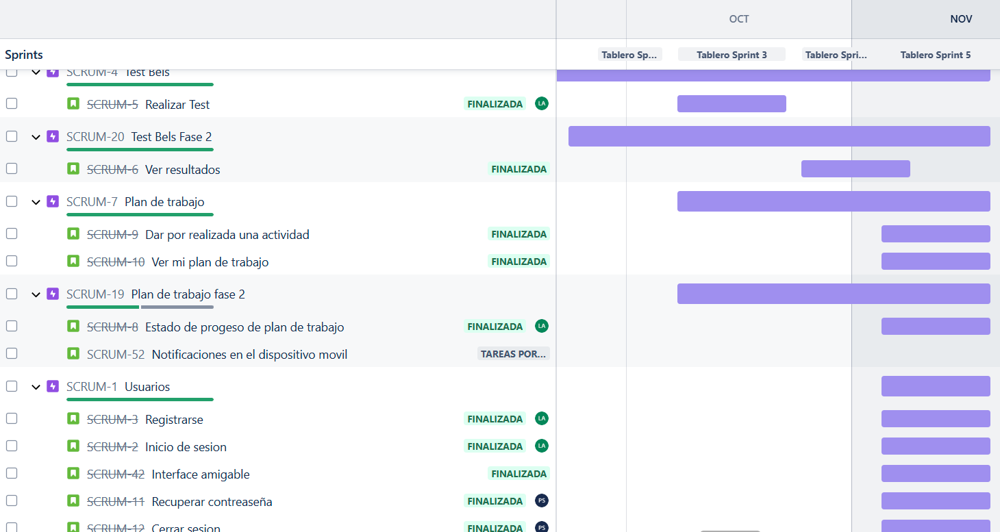 OCT NOV
Sprints Tablero Sp... Tablero Sprint 3 Tablero Spri... Tablero Sprint 5
SCRUM-4 Test Bels
SCRUM-5 Realizar Test FINALIZADA LA
SCRUM-20 Test Bels Fase 2
SCRUM-6 Ver resultados FINALIZADA
SCRUM-7 Plan de trabajo
SCRUM-9 Dar por realizada una actividad FINALIZADA
SCRUM-10 Ver mi plan de trabajo FINALIZADA
SCRUM-19 Plan de trabajo fase 2
SCRUM-8 Estado de progeso de plan de trabajo FINALIZADA LA
SCRUM-52 Notificaciones en el dispositivo movil TAREAS POR...
SCRUM-1 Usuarios
SCRUM-3 Registrarse FINALIZADA LA
SCRUM-2 Inicio de sesion FINALIZADA LA
SCRUM-42 Interface amigable FINALIZADA
SCRUM-11 Recuperar contreaseña FINALIZADA PS
SCRUM-12 Cerrar sesion FINALIZADA PS